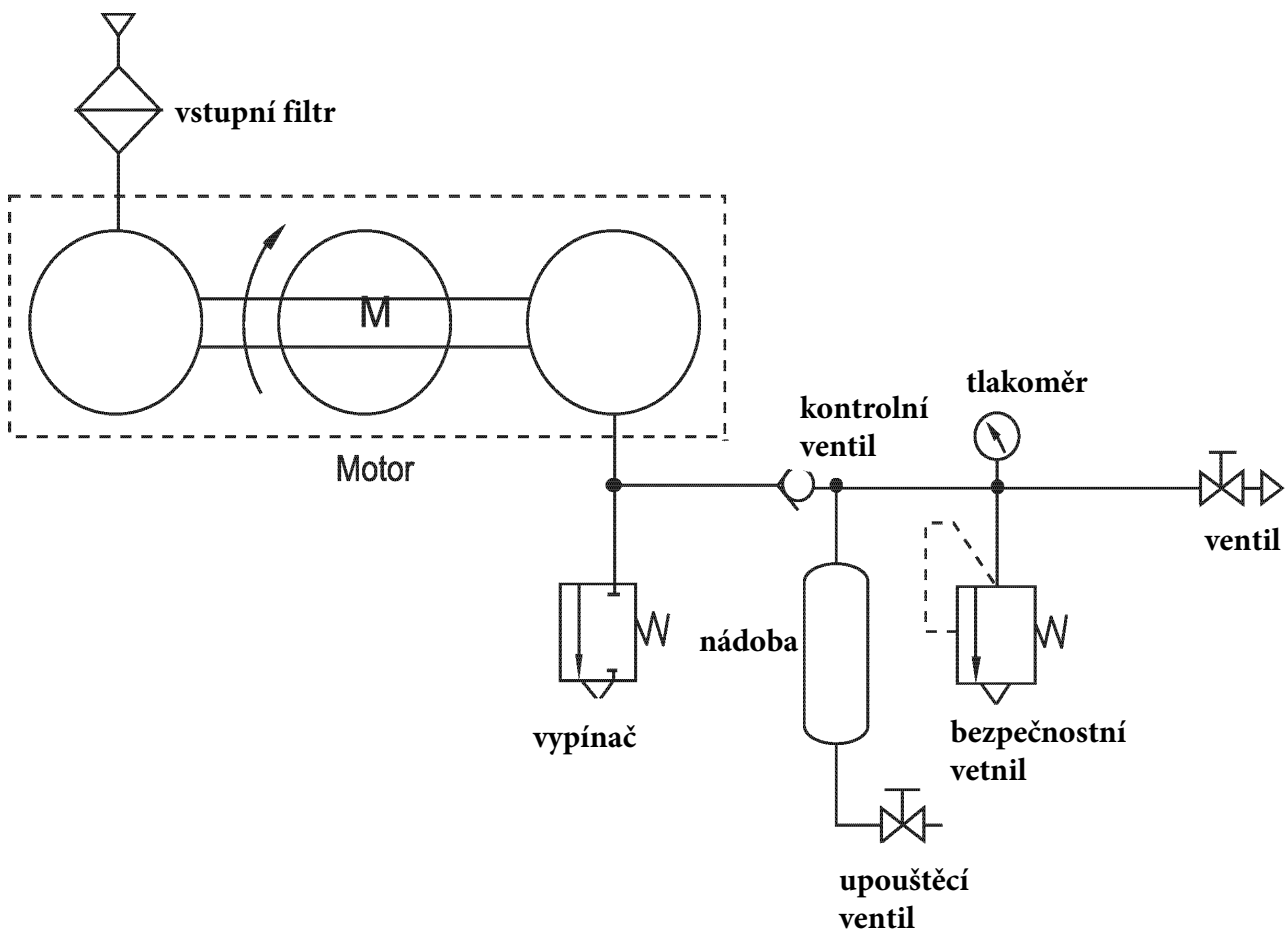 vstupní filtr
M
Motor
tlakoměr
kontrolní
ventil
ventil
nádoba
vypínač
bezpečnostní
vetnil
upouštěcí
ventil